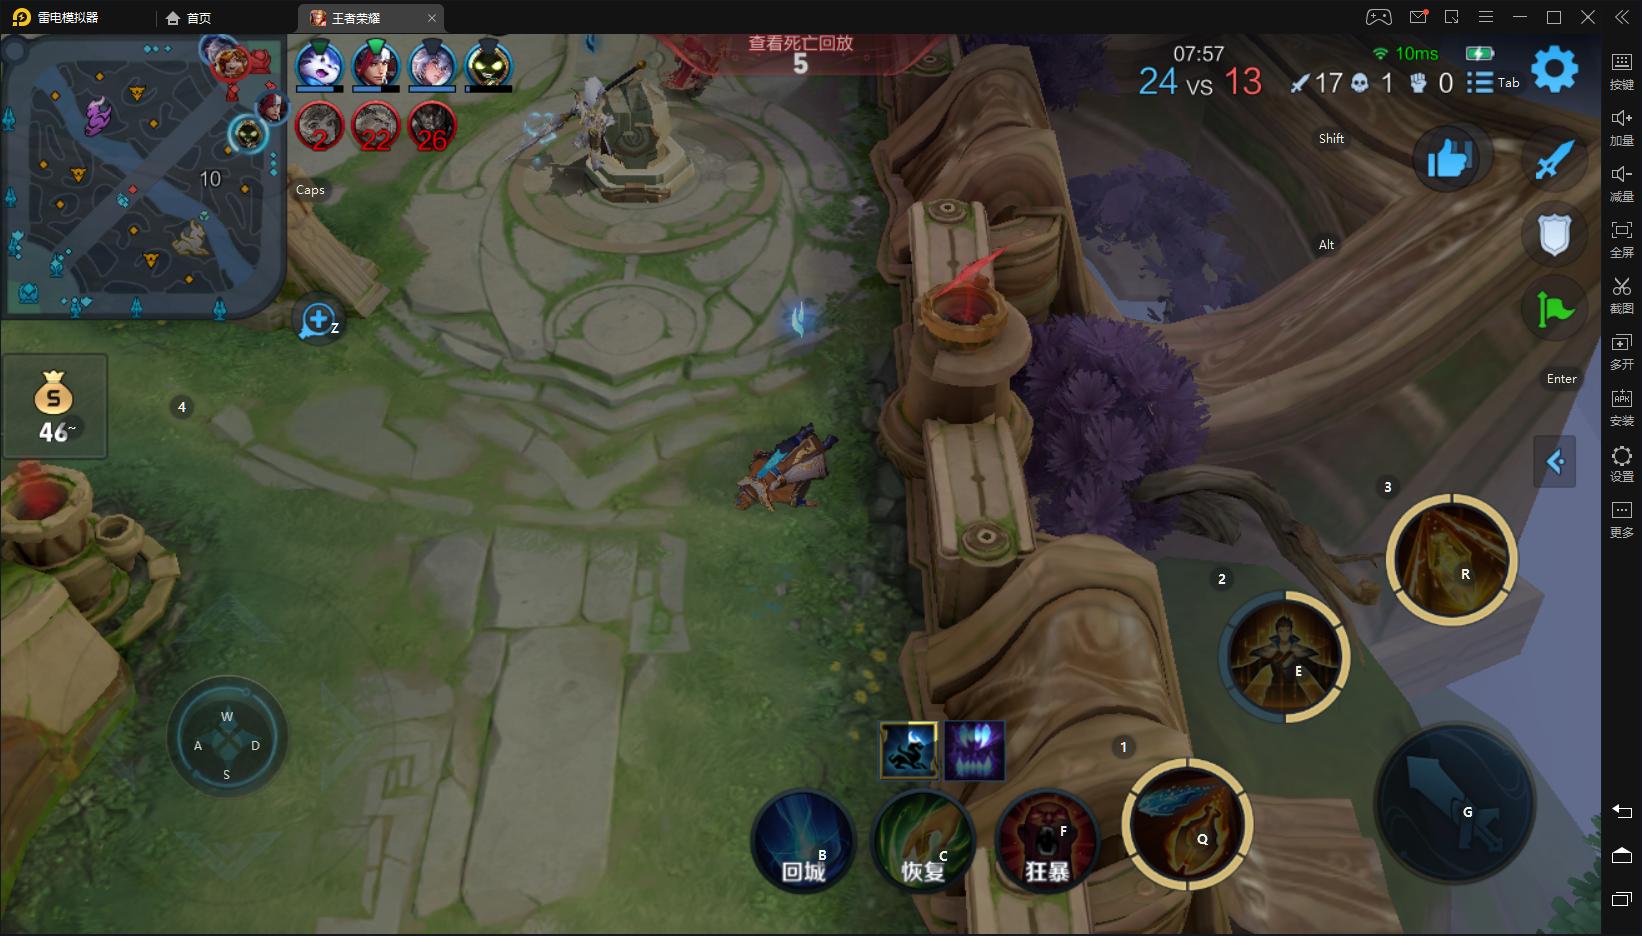 雷电模拟器
首页
王者荣耀
查看死亡回放
5
07:57
10ms
24 vs 13
17
1
0
Tab
2
22
26
10
Caps
Shift
Alt
Z
Enter
S
46~
4
W
A
D
S
3
R
2
E
1
Q
G
B
回城
C
恢复
F
狂暴
按键
加量
减量
全屏
截图
多开
APK
安装
设置
更多